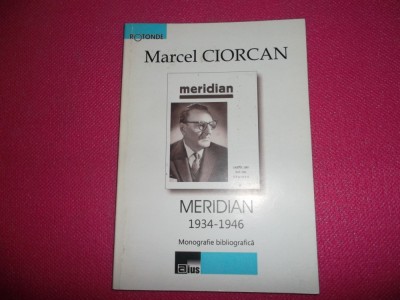 ROTONDE
Marcel CIORCAN
meridian
MERIDIAN
1934-1946
Monografie bibliografică
aius